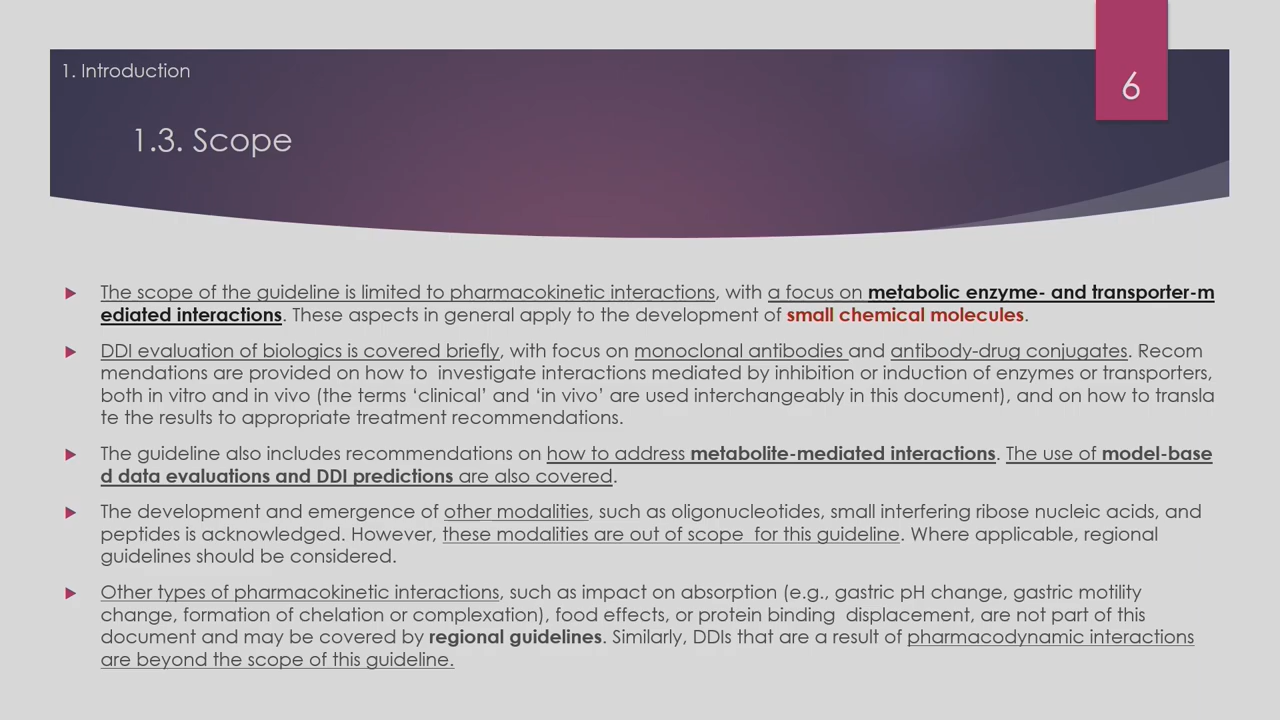 1. Introduction
6
1.3. Scope
The scope of the guideline is limited to pharmacokinetic interactions, with a focus on metabolic enzyme- and transporter-m
ediated interactions. These aspects in general apply to the development of small chemical molecules.
DDI evaluation of biologics is covered briefly, with focus on monoclonal antibodies and antibody-drug conjugates. Recom
mendations are provided on how to  investigate interactions mediated by inhibition or induction of enzymes or transporters,
both in vitro and in vivo (the terms ‘clinical’ and ‘in vivo’ are used interchangeably in this document), and on how to transla
te the results to appropriate treatment recommendations.
The guideline also includes recommendations on how to address metabolite-mediated interactions. The use of model-base
d data evaluations and DDI predictions are also covered.
The development and emergence of other modalities, such as oligonucleotides, small interfering ribose nucleic acids, and
peptides is acknowledged. However, these modalities are out of scope  for this guideline. Where applicable, regional
guidelines should be considered.
Other types of pharmacokinetic interactions, such as impact on absorption (e.g., gastric pH change, gastric motility
change, formation of chelation or complexation), food effects, or protein binding  displacement, are not part of this
document and may be covered by regional guidelines. Similarly, DDIs that are a result of pharmacodynamic interactions
are beyond the scope of this guideline.